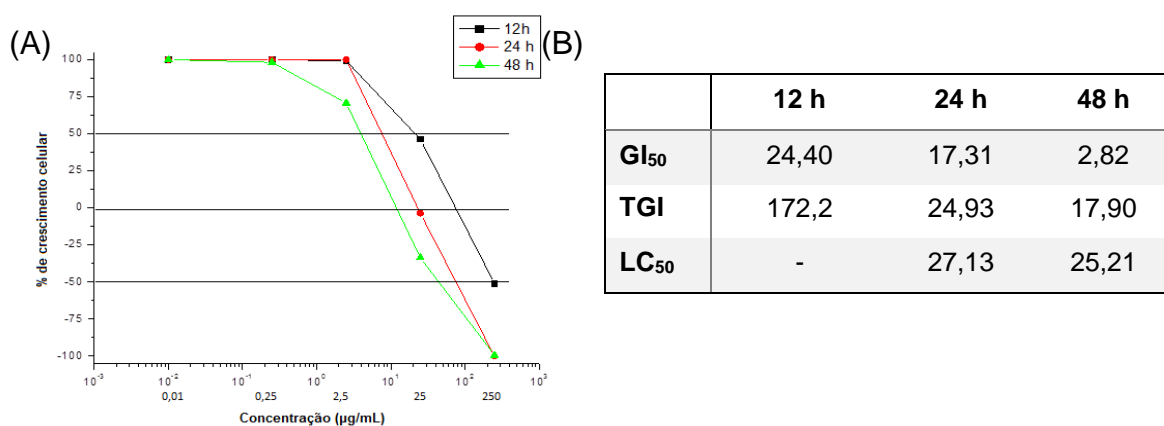 (A)
12h
24 h
48 h
% de crescimento celular
100
75
50
25
0
-25
-50
-75
-100
10⁻³ 10⁻² 10⁻¹ 10⁰ 10¹ 10² 10³
0,01 0,25 2,5 25 250
Concentração (µg/mL)
(B)
12 h 24 h 48 h
GI₅₀ 24,40 17,31 2,82
TGI 172,2 24,93 17,90
LC₅₀ - 27,13 25,21